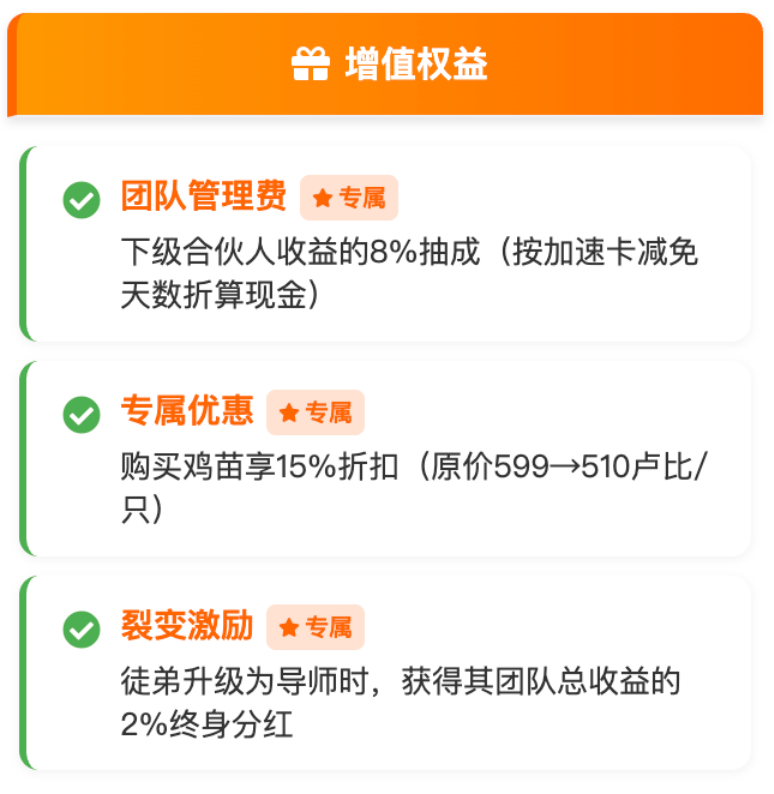 增值权益
团队管理费 专属
下级合伙人收益的8%抽成（按加速卡减免
天数折算现金）
专属优惠 专属
购买鸡苗享15%折扣（原价599→510卢比/
只）
裂变激励 专属
徒弟升级为导师时，获得其团队总收益的
2%终身分红